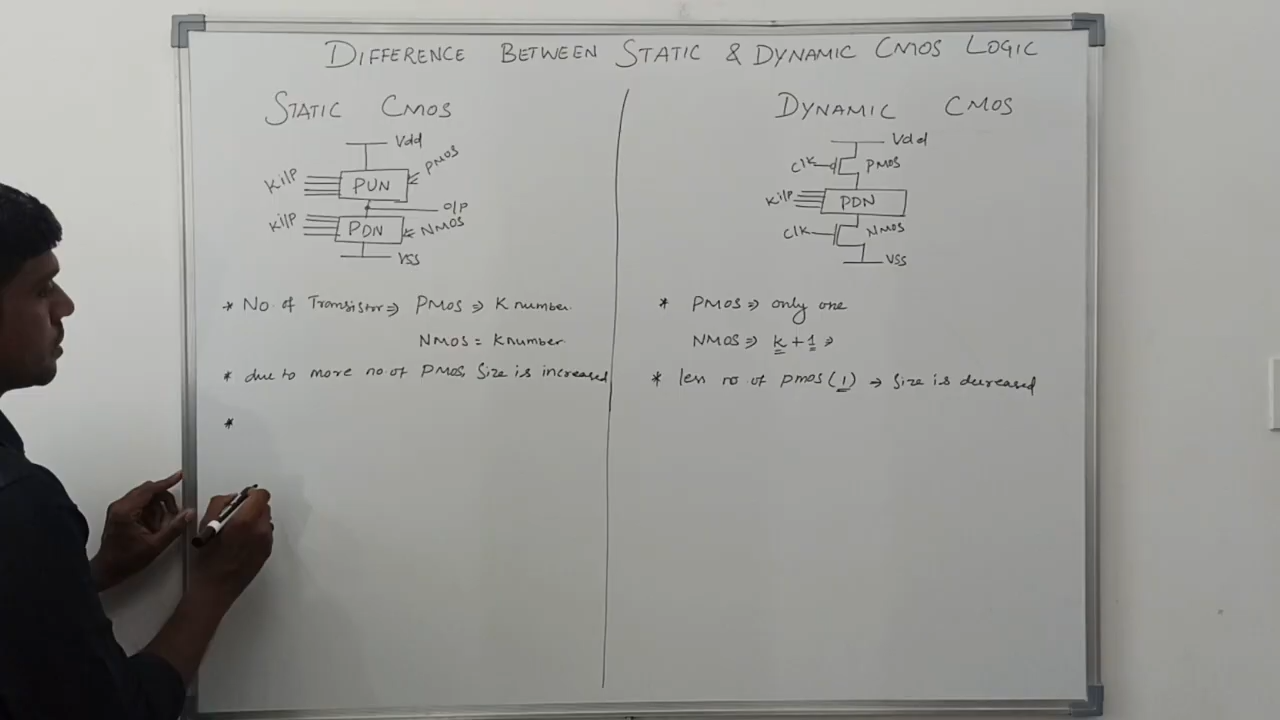 DIFFERENCE BETWEEN STATIC & DYNAMIC CMOS LOGIC
STATIC CMOS
Vdd
PMOS
K i/P
PUN
O/P
K i/P
PDN
NMOS
VSS
* No. of Transistor ⇒ PMOS ⇒ K number.
NMOS = K number.
* due to more no. of PMOS, Size is increased
*
DYNAMIC CMOS
Vdd
Clk
PMOS
K i/P
PDN
Clk
NMOS
VSS
* PMOS ⇒ only one
NMOS ⇒ k + 1 ⇒
* less no. of pmos (1) → Size is decreased